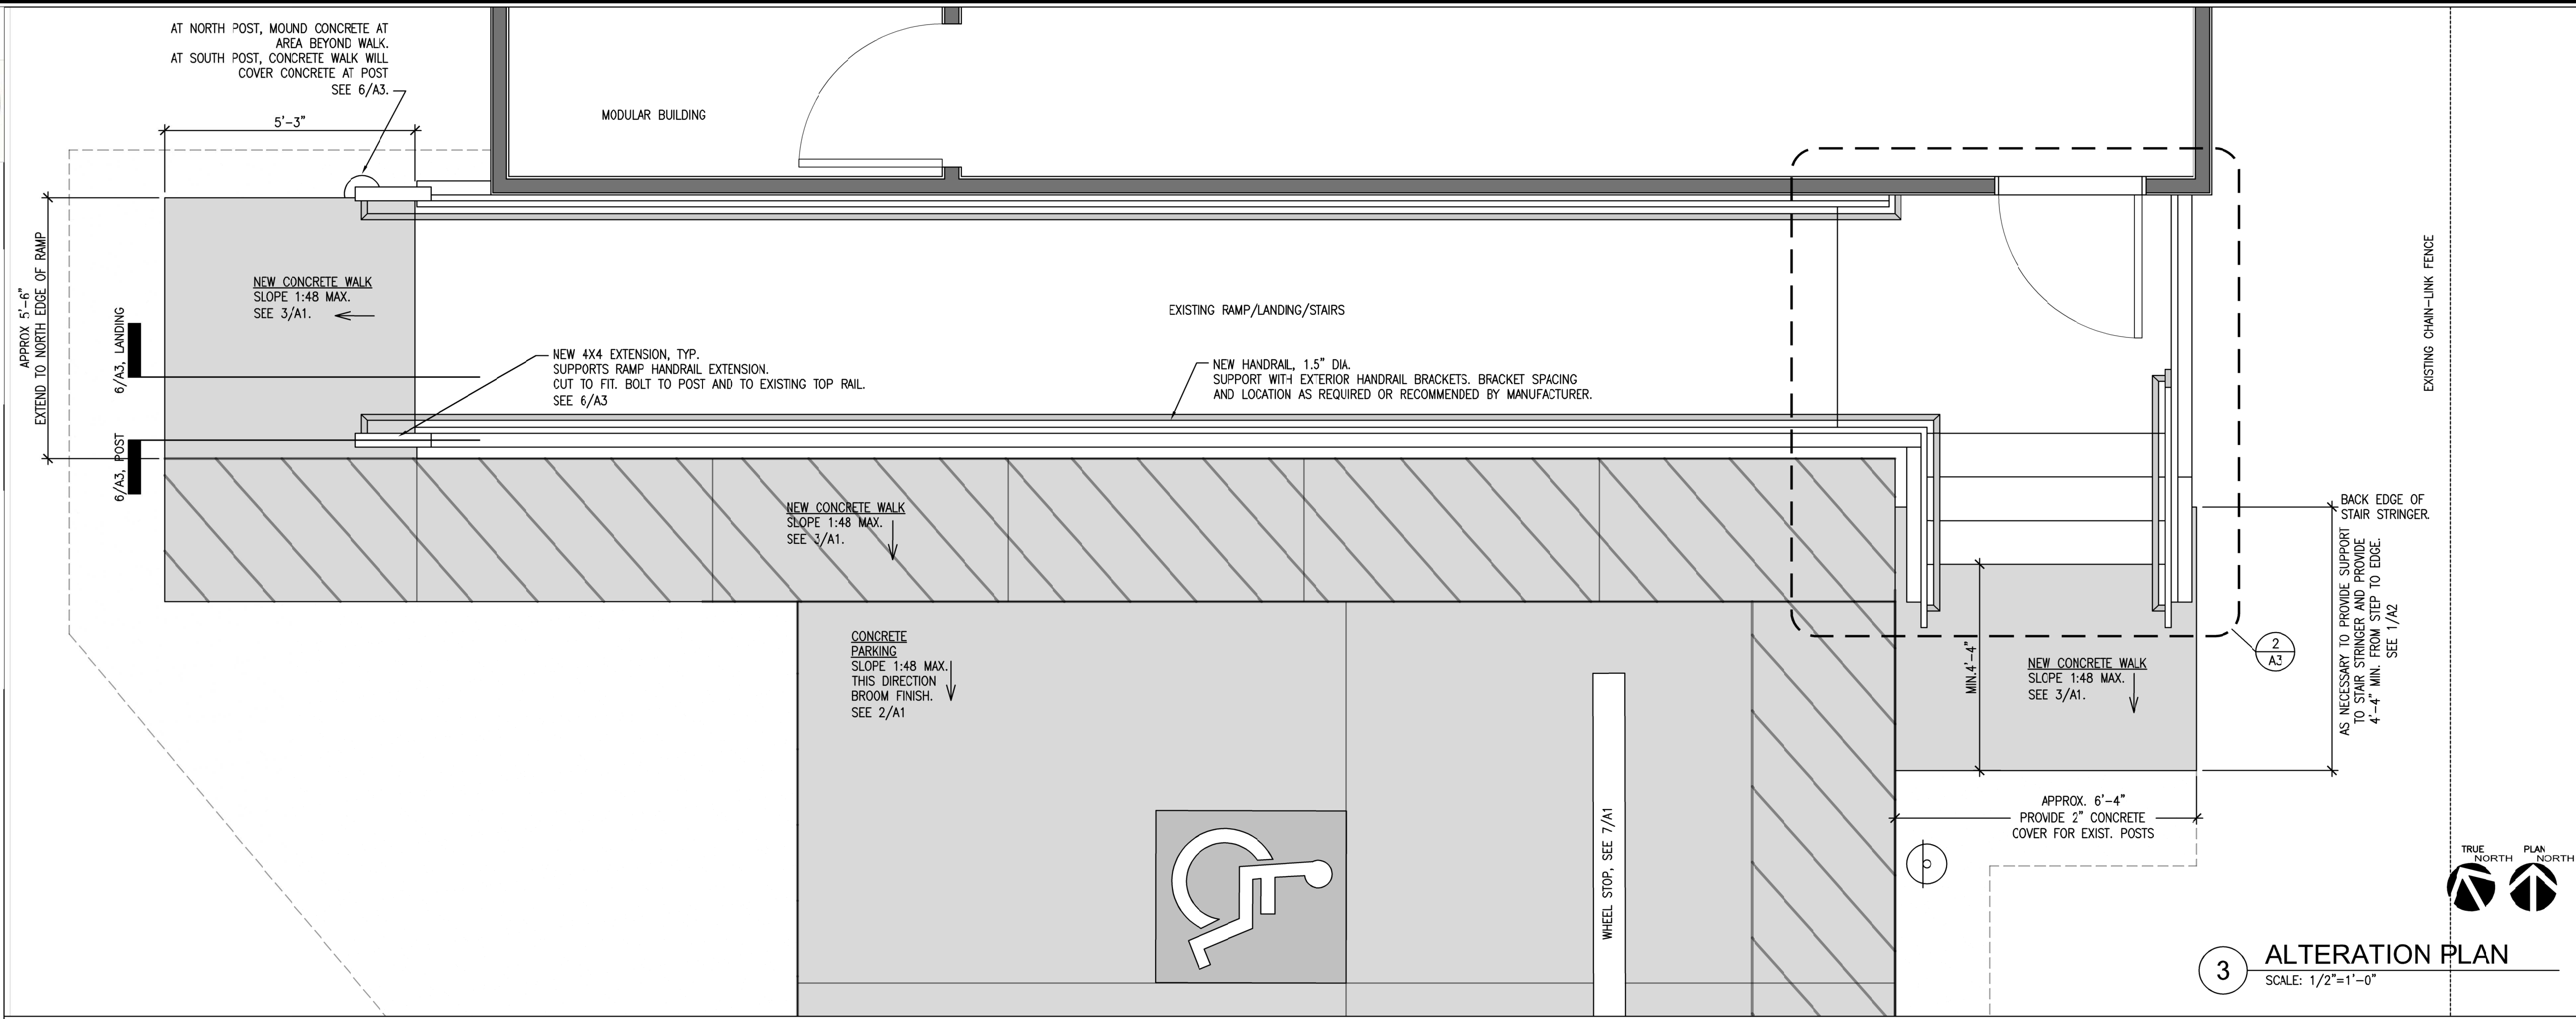 AT NORTH POST, MOUND CONCRETE AT
AREA BEYOND WALK.
AT SOUTH POST, CONCRETE WALK WILL
COVER CONCRETE AT POST
SEE 6/A3.
5'-3"
MODULAR BUILDING
APPROX 5'-6"
EXTEND TO NORTH EDGE OF RAMP
NEW CONCRETE WALK
SLOPE 1:48 MAX.
SEE 3/A1.
6/A3, LANDING
6/A3, POST
EXISTING RAMP/LANDING/STAIRS
NEW 4X4 EXTENSION, TYP.
SUPPORTS RAMP HANDRAIL EXTENSION.
CUT TO FIT. BOLT TO POST AND TO EXISTING TOP RAIL.
SEE 6/A3
NEW HANDRAIL, 1.5" DIA.
SUPPORT WITH EXTERIOR HANDRAIL BRACKETS. BRACKET SPACING
AND LOCATION AS REQUIRED OR RECOMMENDED BY MANUFACTURER.
EXISTING CHAIN-LINK FENCE
NEW CONCRETE WALK
SLOPE 1:48 MAX.
SEE 3/A1.
BACK EDGE OF
STAIR STRINGER.
AS NECESSARY TO PROVIDE SUPPORT
TO STAIR STRINGER AND PROVIDE
4'-4" MIN. FROM STEP TO EDGE.
SEE 1/A2
CONCRETE
PARKING
SLOPE 1:48 MAX.
THIS DIRECTION
BROOM FINISH.
SEE 2/A1
WHEEL STOP, SEE 7/A1
MIN.4'-4"
NEW CONCRETE WALK
SLOPE 1:48 MAX.
SEE 3/A1.
2
A3
APPROX. 6'-4"
PROVIDE 2" CONCRETE
COVER FOR EXIST. POSTS
TRUE
NORTH
PLAN
NORTH
3
ALTERATION PLAN
SCALE: 1/2"=1'-0"